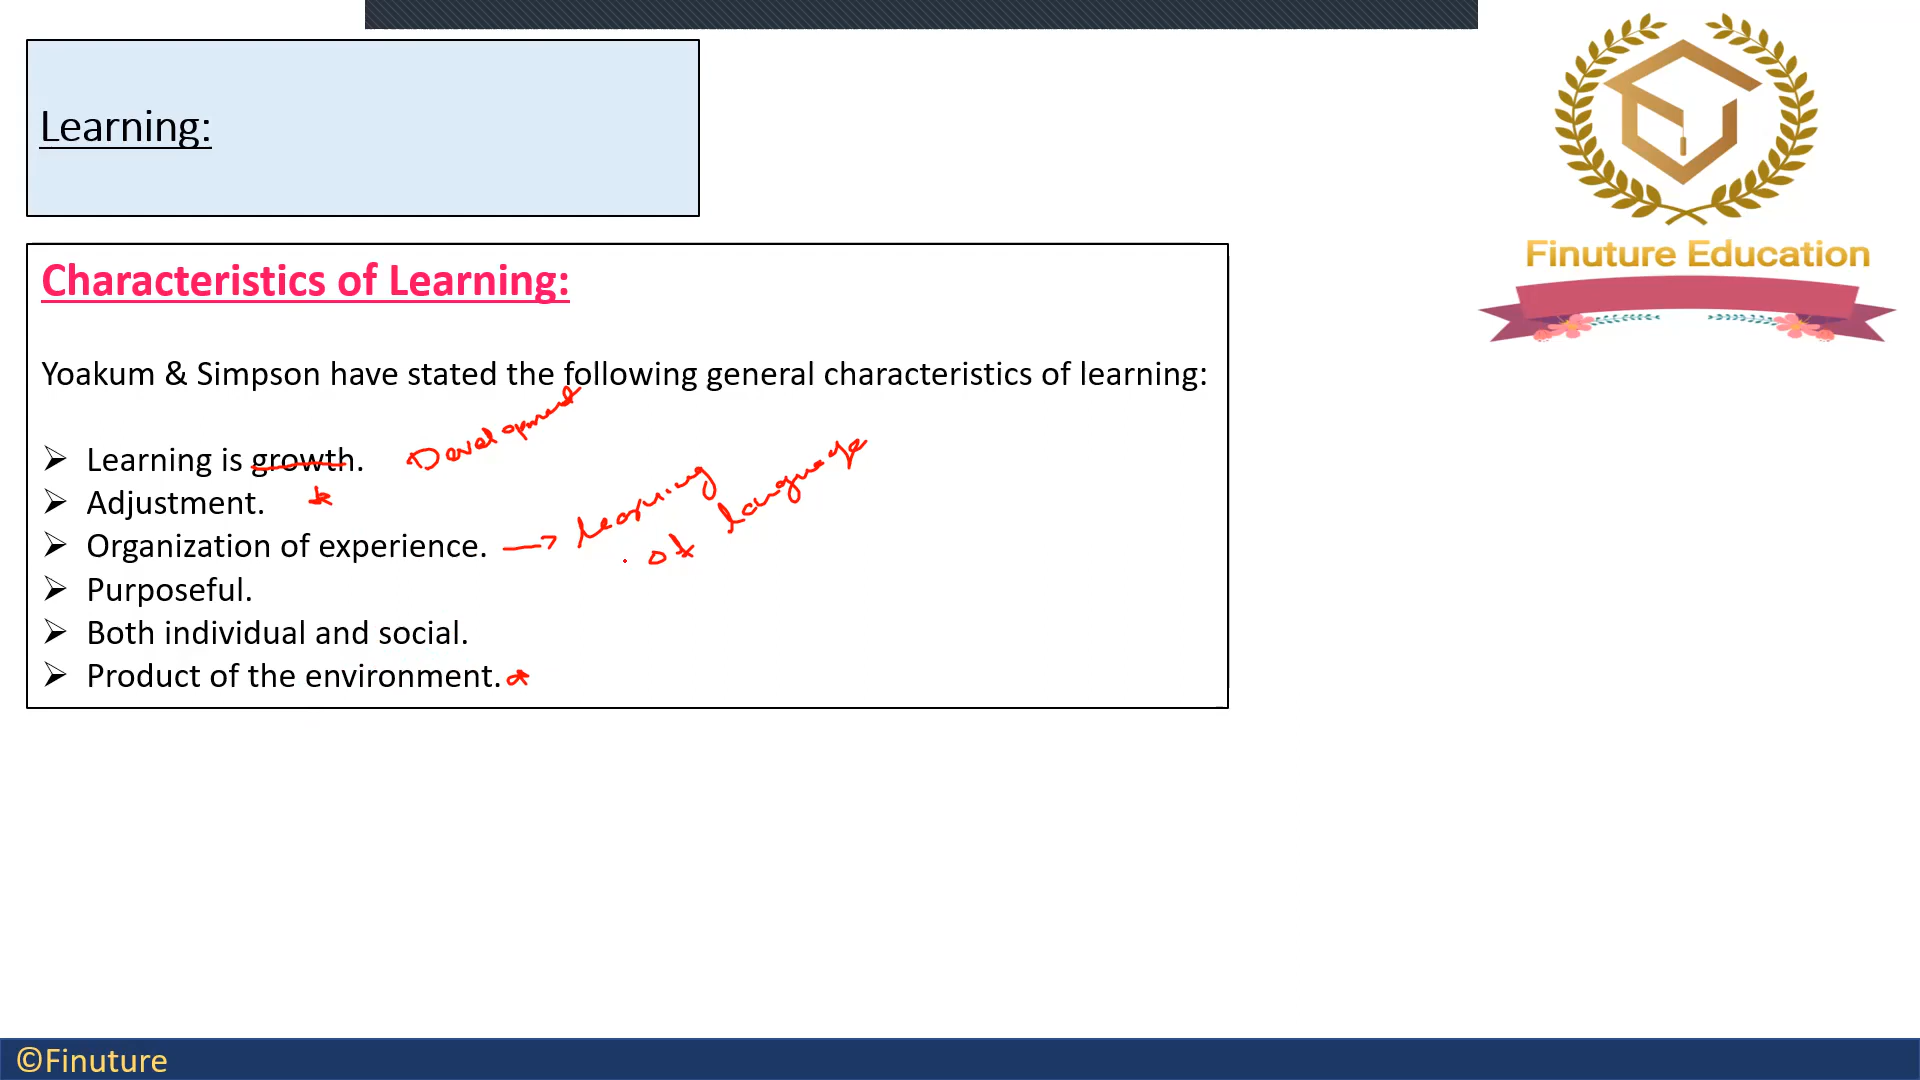 Learning:
Finuture Education
Characteristics of Learning:
Yoakum & Simpson have stated the following general characteristics of learning:
Learning is growth. Development
Adjustment.
Organization of experience. → Learning of language
Purposeful.
Both individual and social.
Product of the environment.
©Finuture